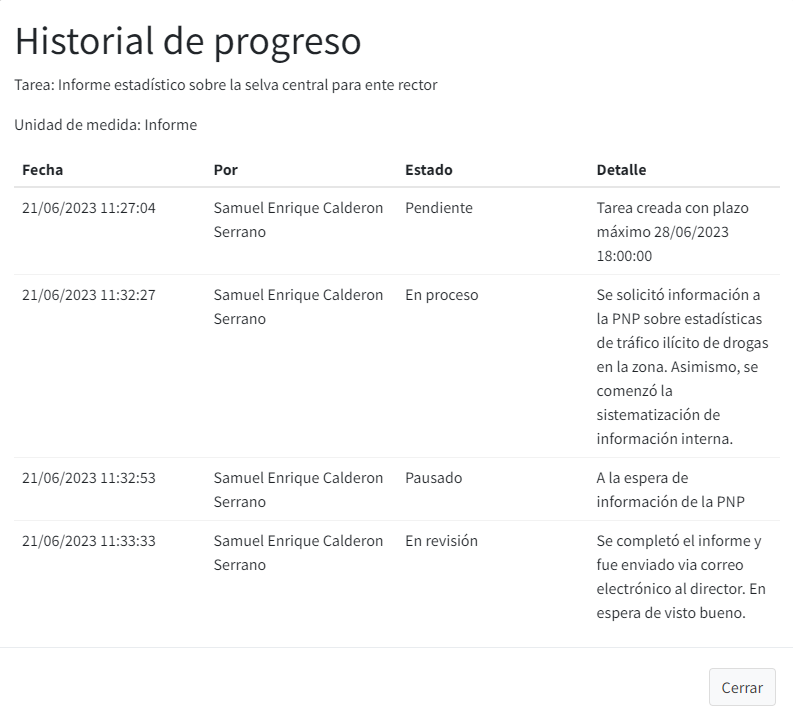 Historial de progreso
Tarea: Informe estadístico sobre la selva central para ente rector
Unidad de medida: Informe
Fecha Por Estado Detalle
21/06/2023 11:27:04 Samuel Enrique Calderon Pendiente Tarea creada con plazo
Serrano máximo 28/06/2023
18:00:00
21/06/2023 11:32:27 Samuel Enrique Calderon En proceso Se solicitó información a
Serrano la PNP sobre estadísticas
de tráfico ilícito de drogas
en la zona. Asimismo, se
comenzó la
sistematización de
información interna.
21/06/2023 11:32:53 Samuel Enrique Calderon Pausado A la espera de
Serrano información de la PNP
21/06/2023 11:33:33 Samuel Enrique Calderon En revisión Se completó el informe y
Serrano fue enviado via correo
electrónico al director. En
espera de visto bueno.
Cerrar